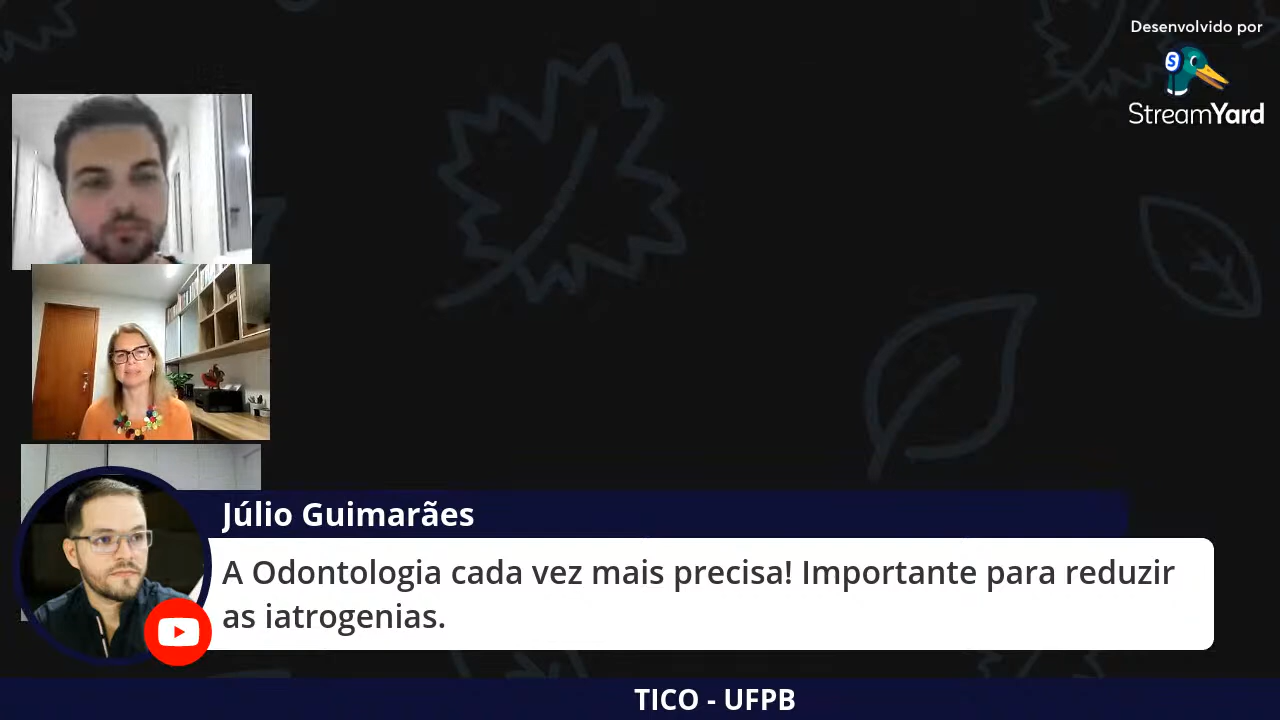 Desenvolvido por
StreamYard
Júlio Guimarães
A Odontologia cada vez mais precisa! Importante para reduzir
as iatrogenias.
TICO - UFPB